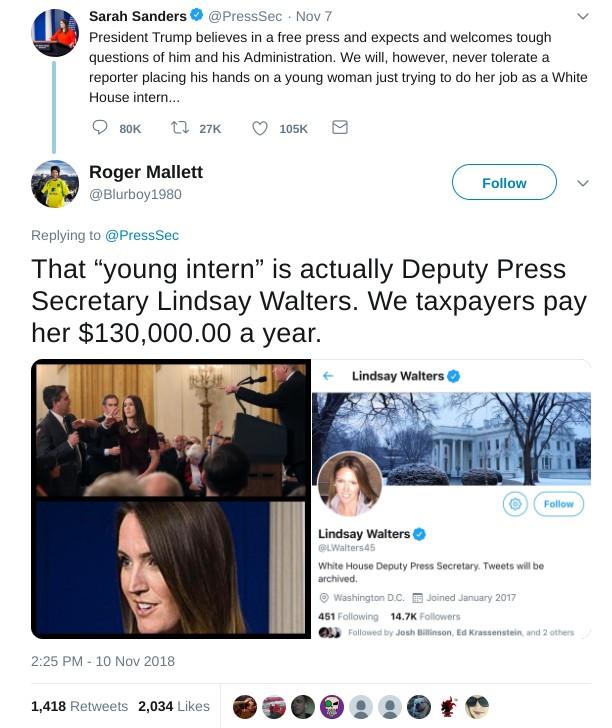 Sarah Sanders @PressSec · Nov 7
President Trump believes in a free press and expects and welcomes tough
questions of him and his Administration. We will, however, never tolerate a
reporter placing his hands on a young woman just trying to do her job as a White
House intern...
80K 27K 105K
Roger Mallett
@Blurboy1980
Follow
Replying to @PressSec
That “young intern” is actually Deputy Press
Secretary Lindsay Walters. We taxpayers pay
her $130,000.00 a year.
Lindsay Walters
Follow
Lindsay Walters
@LWalters45
White House Deputy Press Secretary. Tweets will be
archived.
Washington D.C. Joined January 2017
451 Following 14.7K Followers
Followed by Josh Billinson, Ed Krassenstein, and 2 others
2:25 PM - 10 Nov 2018
1,418 Retweets 2,034 Likes